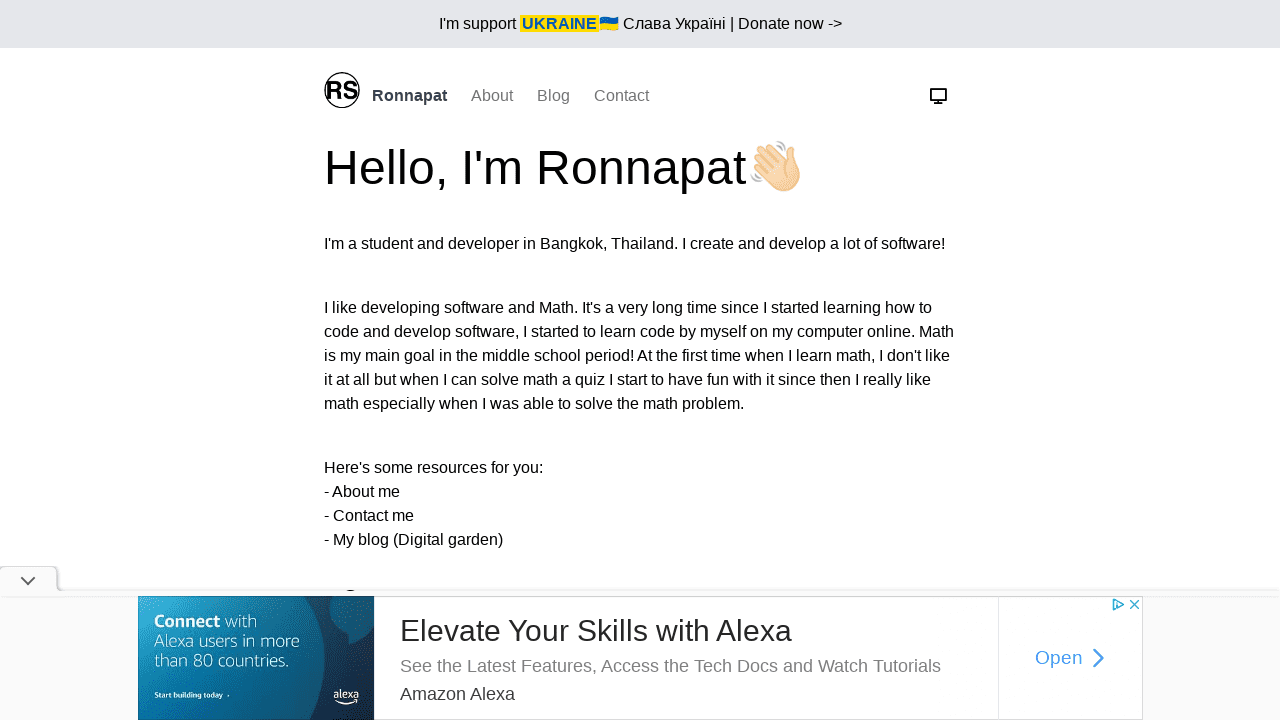 I'm support UKRAINE🇺🇦 Слава Україні | Donate now ->
RS
Ronnapat
About
Blog
Contact
Hello, I'm Ronnapat👋🏻
I'm a student and developer in Bangkok, Thailand. I create and develop a lot of software!
I like developing software and Math. It's a very long time since I started learning how to
code and develop software, I started to learn code by myself on my computer online. Math
is my main goal in the middle school period! At the first time when I learn math, I don't like
it at all but when I can solve math a quiz I start to have fun with it since then I really like
math especially when I was able to solve the math problem.
Here's some resources for you:
- About me
- Contact me
- My blog (Digital garden)
Connect with
Alexa users in more
than 80 countries.
Start building today ›
alexa
Elevate Your Skills with Alexa
See the Latest Features, Access the Tech Docs and Watch Tutorials
Amazon Alexa
Open